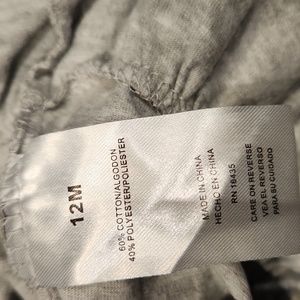 12M
60% COTTON/ALGODON
40% POLYESTER/POLIESTER
MADE IN CHINA
HECHO EN CHINA
RN 16435
CARE ON REVERSE
VEA EL REVERSO
PARA SU CUIDADO